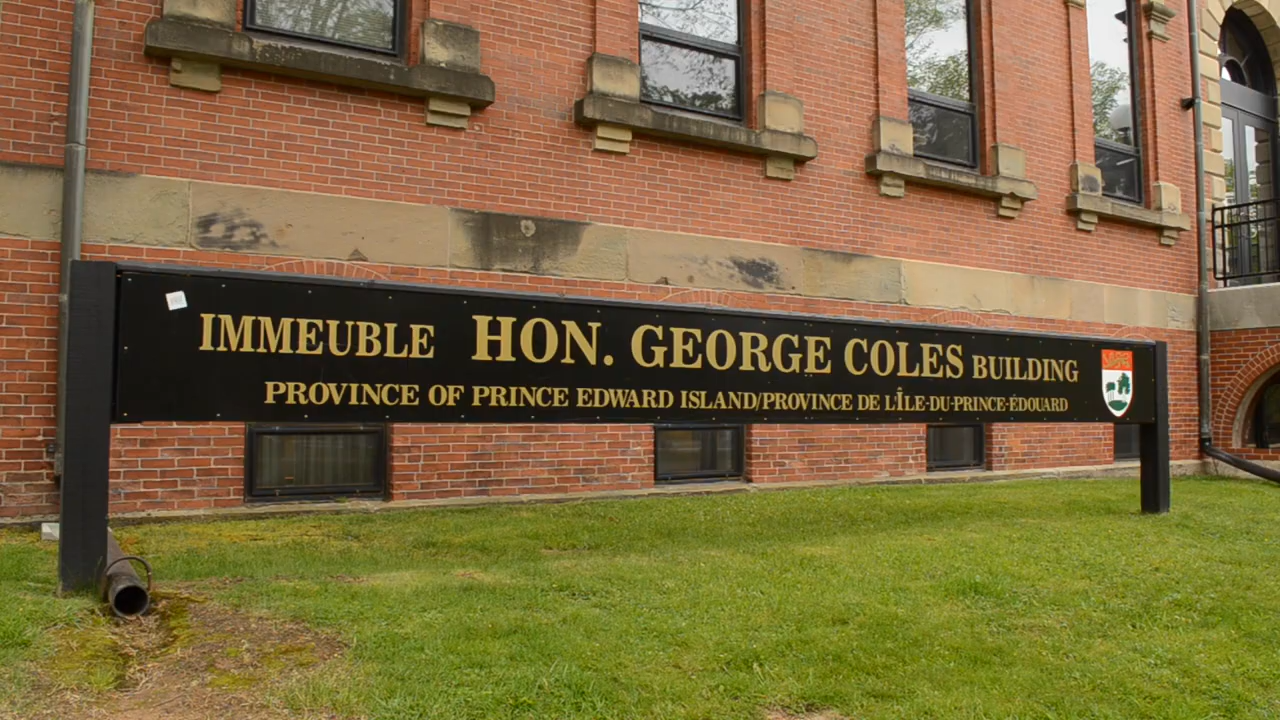 IMMEUBLE HON. GEORGE COLES BUILDING
PROVINCE OF PRINCE EDWARD ISLAND/PROVINCE DE L'ÎLE-DU-PRINCE-ÉDOUARD